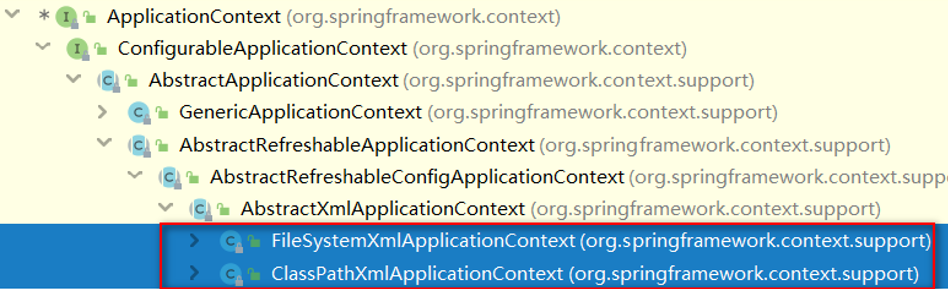 ApplicationContext (org.springframework.context)
ConfigurableApplicationContext (org.springframework.context)
AbstractApplicationContext (org.springframework.context.support)
GenericApplicationContext (org.springframework.context.support)
AbstractRefreshableApplicationContext (org.springframework.context.support)
AbstractRefreshableConfigApplicationContext (org.springframework.context.suppo
AbstractXmlApplicationContext (org.springframework.context.support)
FileSystemXmlApplicationContext (org.springframework.context.support)
ClassPathXmlApplicationContext (org.springframework.context.support)